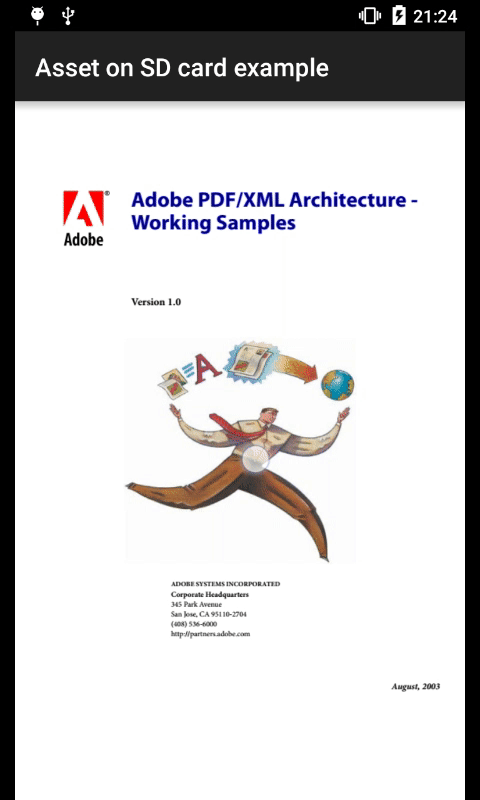 21:24
Asset on SD card example
Adobe PDF/XML Architecture -
Working Samples
Adobe
Version 1.0
A
ADOBE SYSTEMS INCORPORATED
Corporate Headquarters
345 Park Avenue
San Jose, CA 95110-2704
(408) 536-6000
http://partners.adobe.com
August, 2003